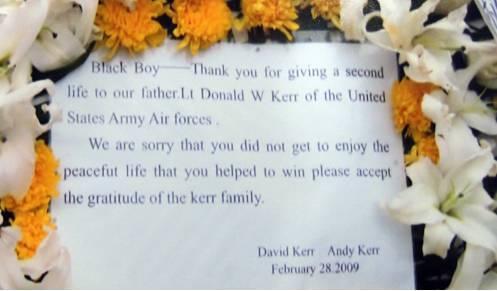 Black Boy——Thank you for giving a second
life to our father.Lt Donald W Kerr of the United
States Army Air forces .
We are sorry that you did not get to enjoy the
peaceful life that you helped to win please accept
the gratitude of the kerr family.
David Kerr Andy Kerr
February 28.2009